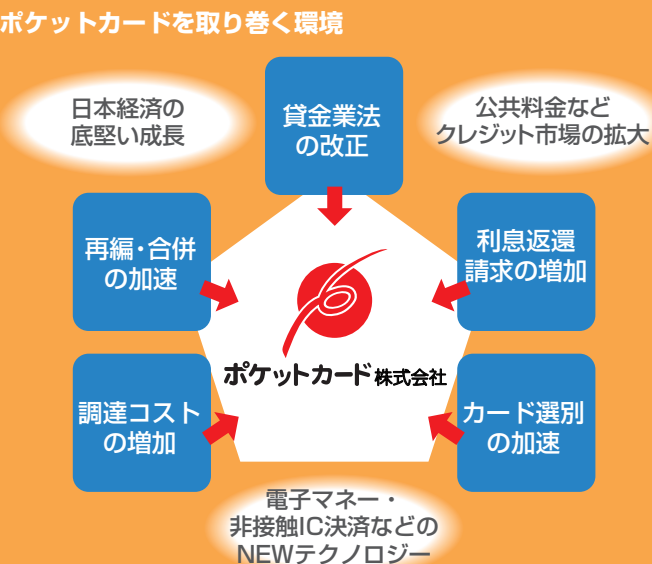 ポケットカードを取り巻く環境
日本経済の
底堅い成長
貸金業法
の改正
公共料金など
クレジット市場の拡大
再編・合併
の加速
利息返還
請求の増加
ポケットカード株式会社
調達コスト
の増加
カード選別
の加速
電子マネー・
非接触IC決済などの
NEWテクノロジー